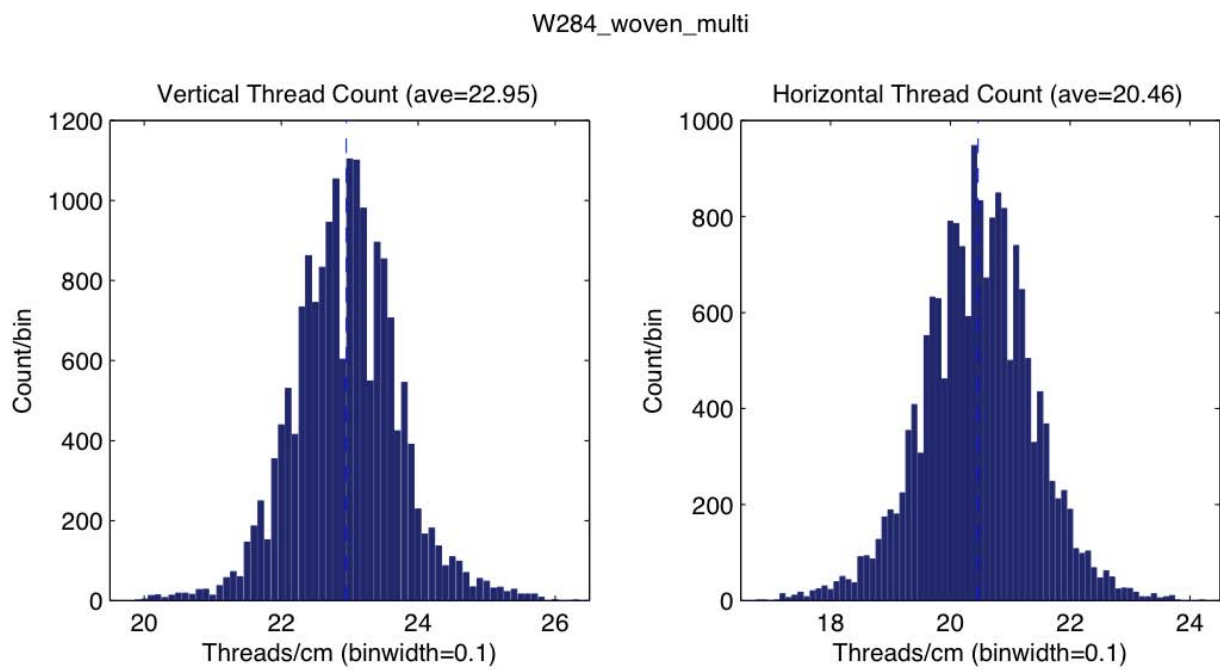 W284_woven_multi
Vertical Thread Count (ave=22.95)
1200
1000
800
600
400
200
0
Count/bin
20 22 24 26
Threads/cm (binwidth=0.1)
Horizontal Thread Count (ave=20.46)
1000
800
600
400
200
0
Count/bin
18 20 22 24
Threads/cm (binwidth=0.1)